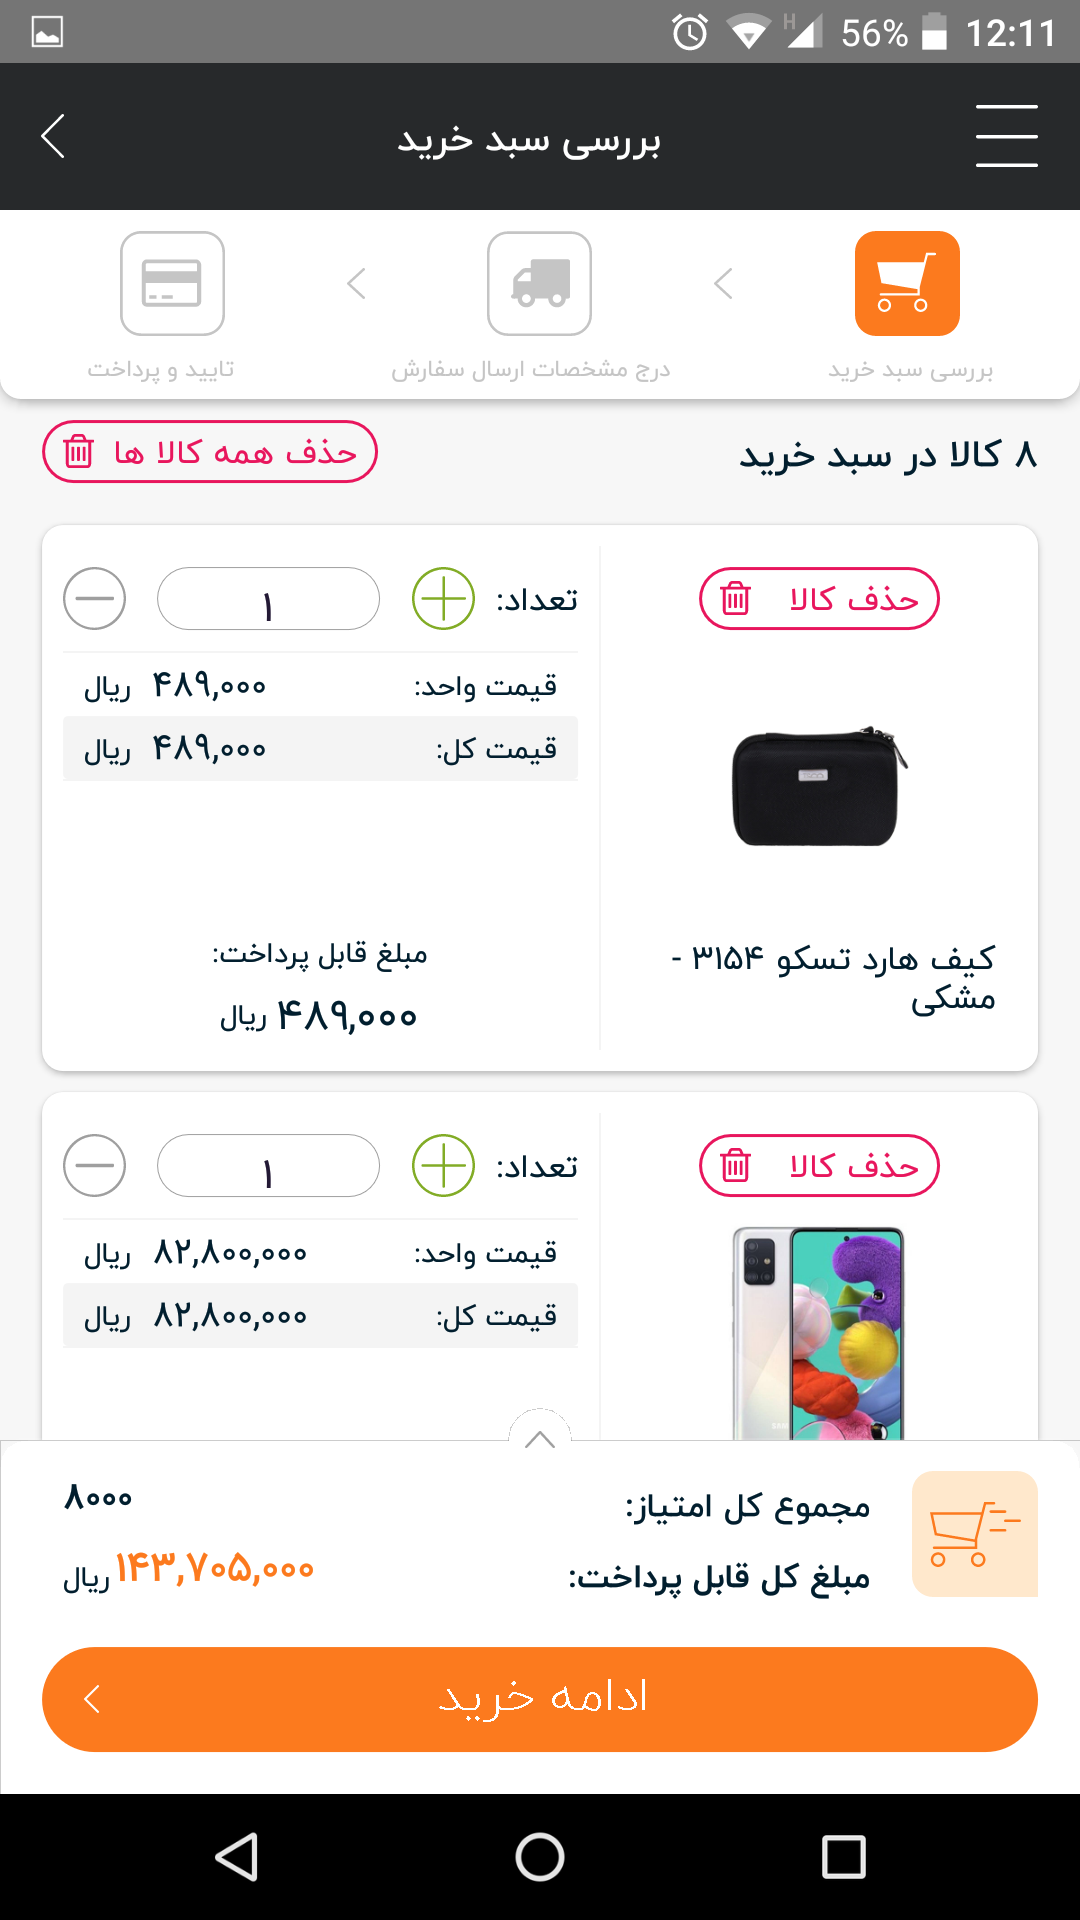 56% 12:11
بررسی سبد خرید
بررسی سبد خرید
درج مشخصات ارسال سفارش
تایید و پرداخت
۸ کالا در سبد خرید
حذف همه کالا ها
حذف کالا
تعداد:
۱
قیمت واحد: ۴۸۹,۰۰۰ ریال
قیمت کل: ۴۸۹,۰۰۰ ریال
کیف هارد تسکو ۳۱۵۴ -
مشکی
مبلغ قابل پرداخت:
۴۸۹,۰۰۰ ریال
حذف کالا
تعداد:
۱
قیمت واحد: ۸۲,۸۰۰,۰۰۰ ریال
قیمت کل: ۸۲,۸۰۰,۰۰۰ ریال
مجموع کل امتیاز: ۸۰۰۰
مبلغ کل قابل پرداخت: ۱۴۳,۷۰۵,۰۰۰ ریال
ادامه خرید